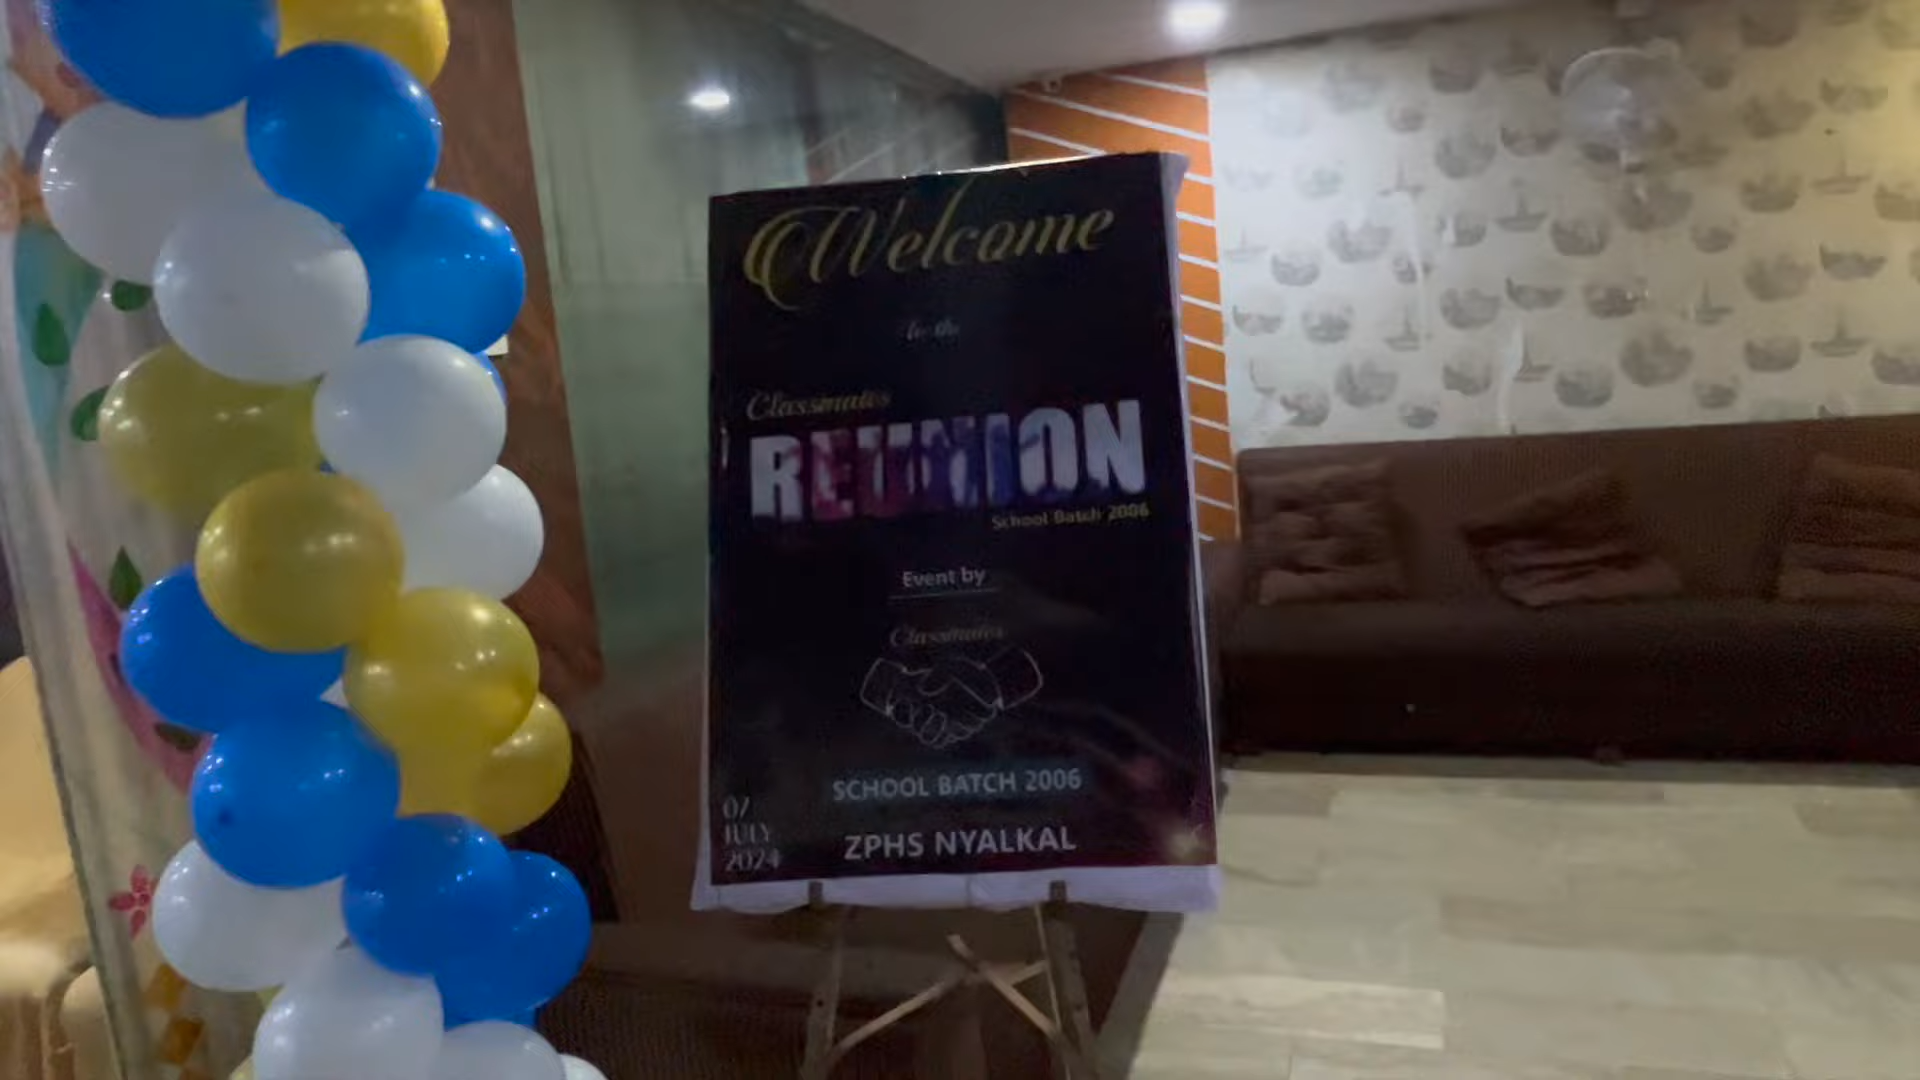 Welcome
to the
Classmates
REUNION
School Batch 2006
Event by
Classmates
SCHOOL BATCH 2006
07
JULY
2024
ZPHS NYALKAL